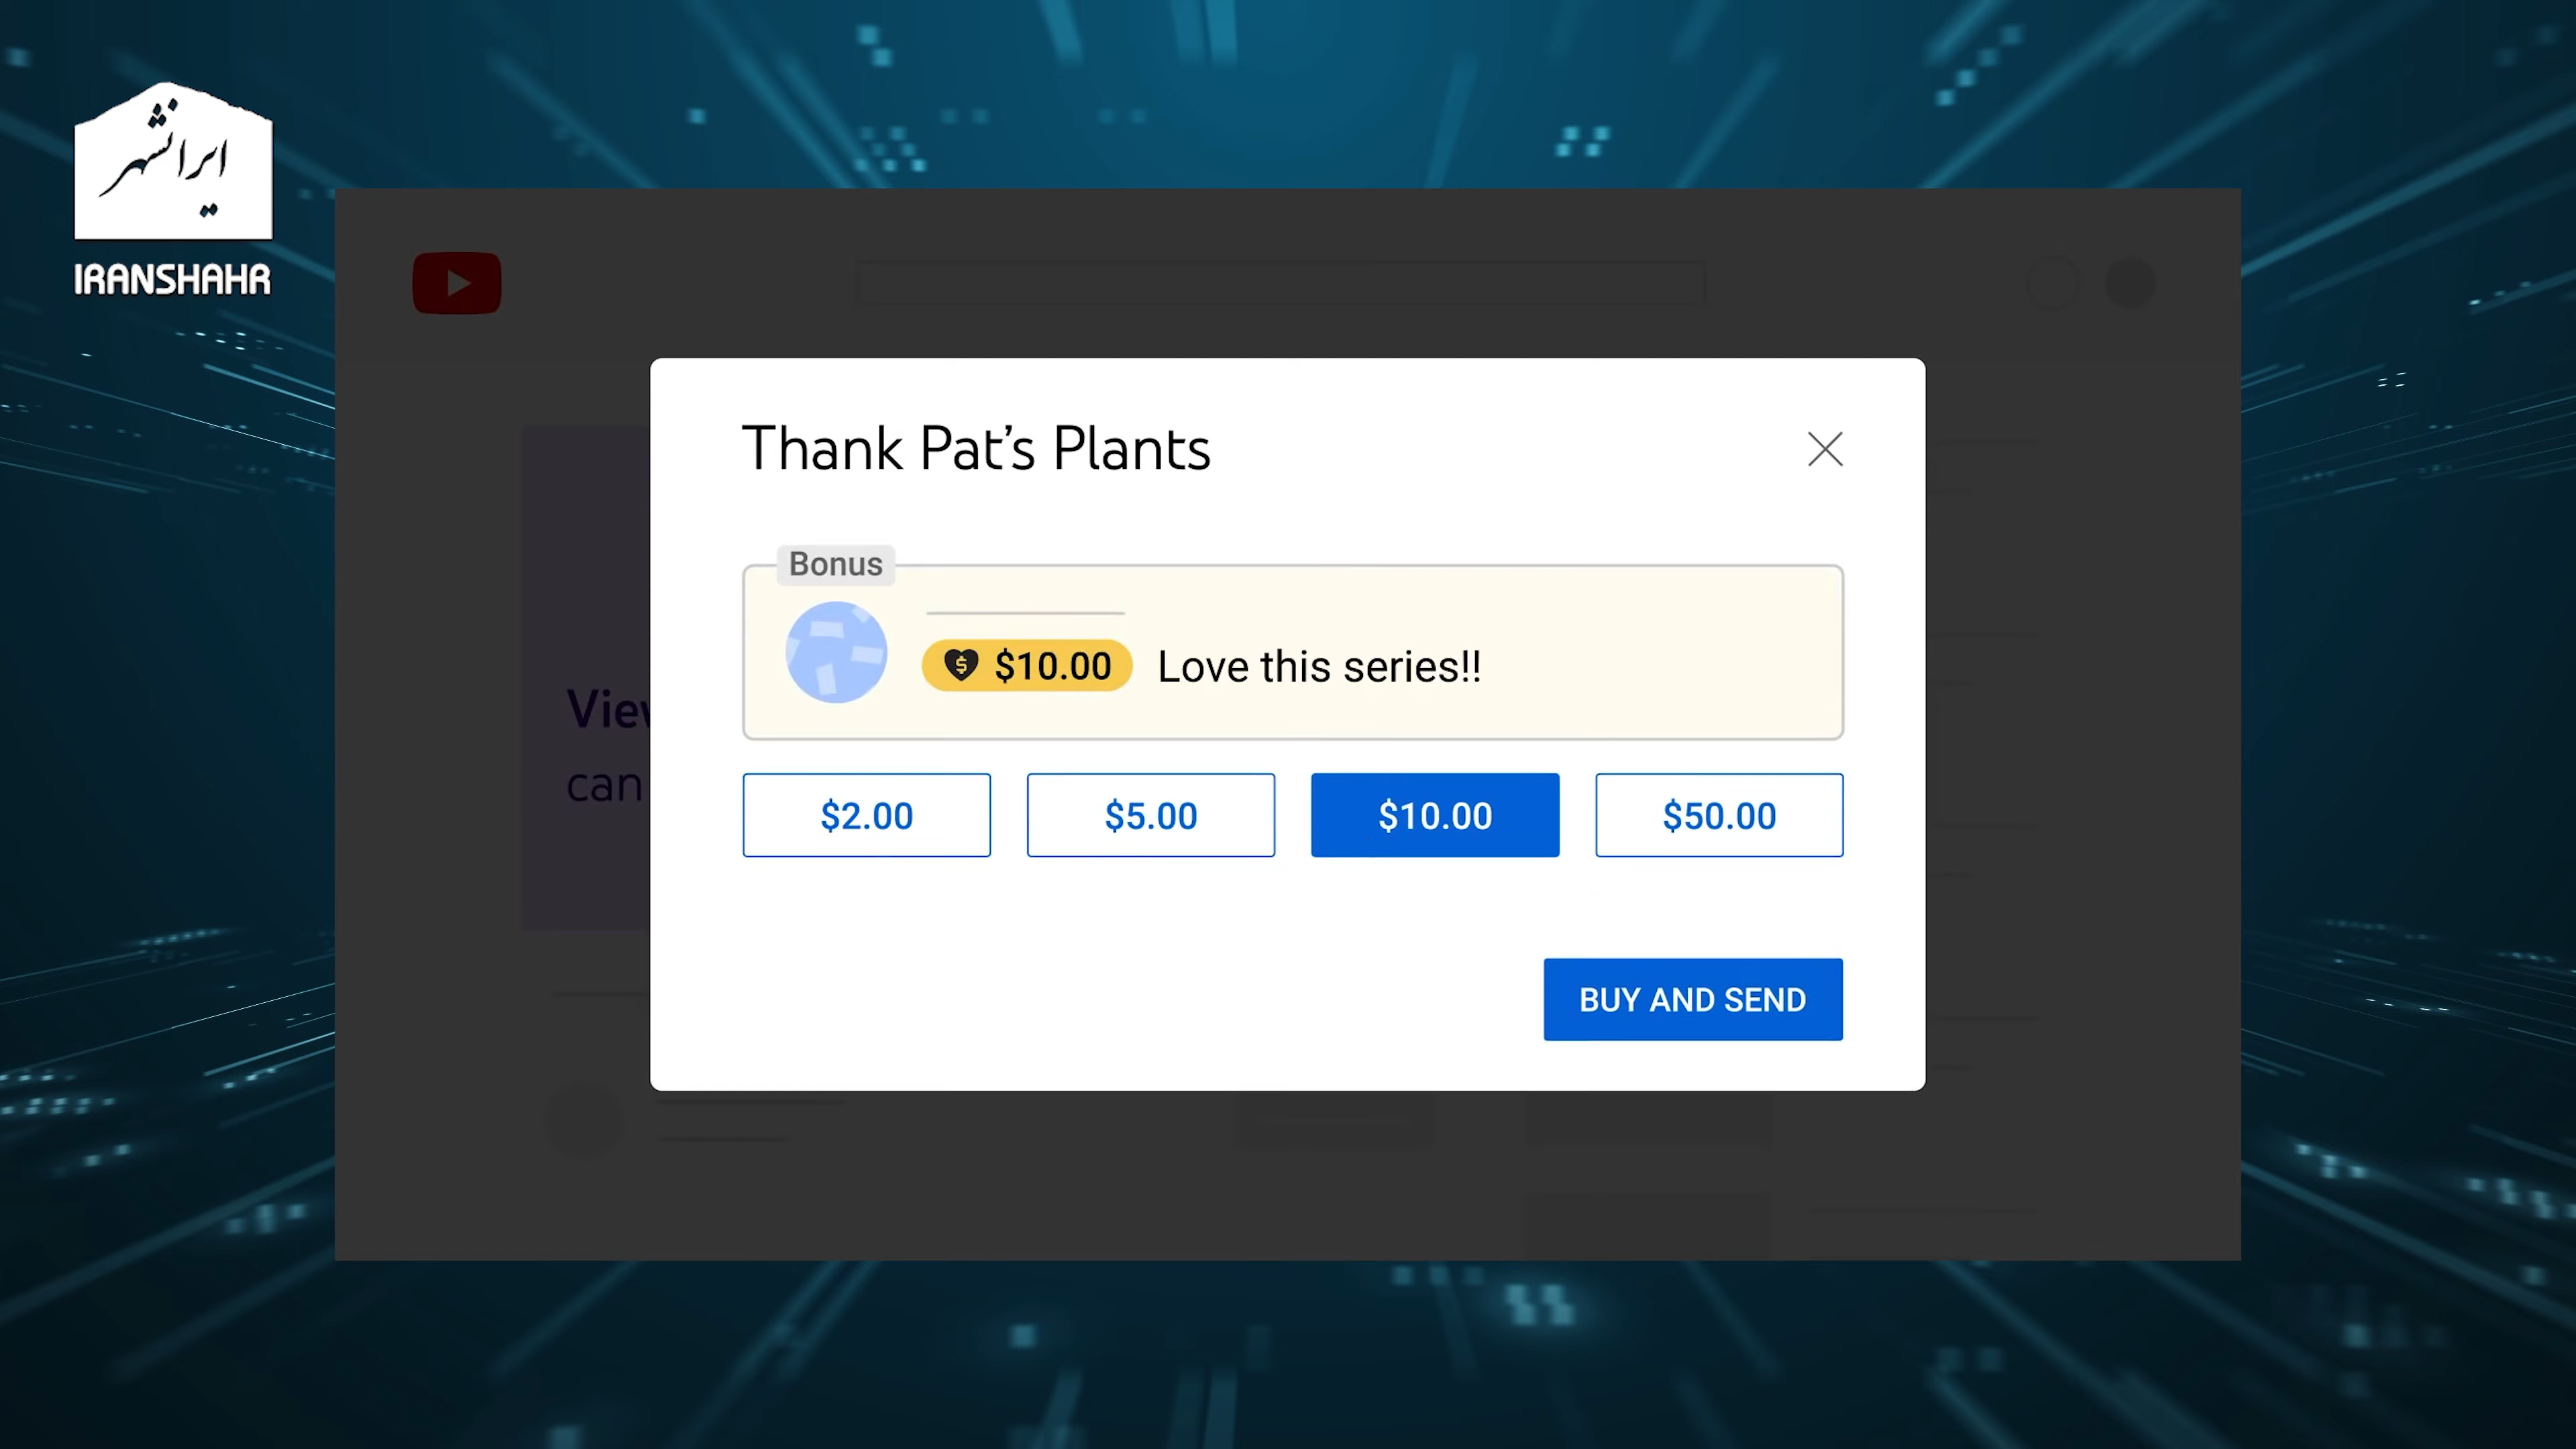 ایرانشهر
IRANSHAHR
Thank Pat's Plants
Bonus
$10.00 Love this series!!
$2.00 $5.00 $10.00 $50.00
BUY AND SEND
can